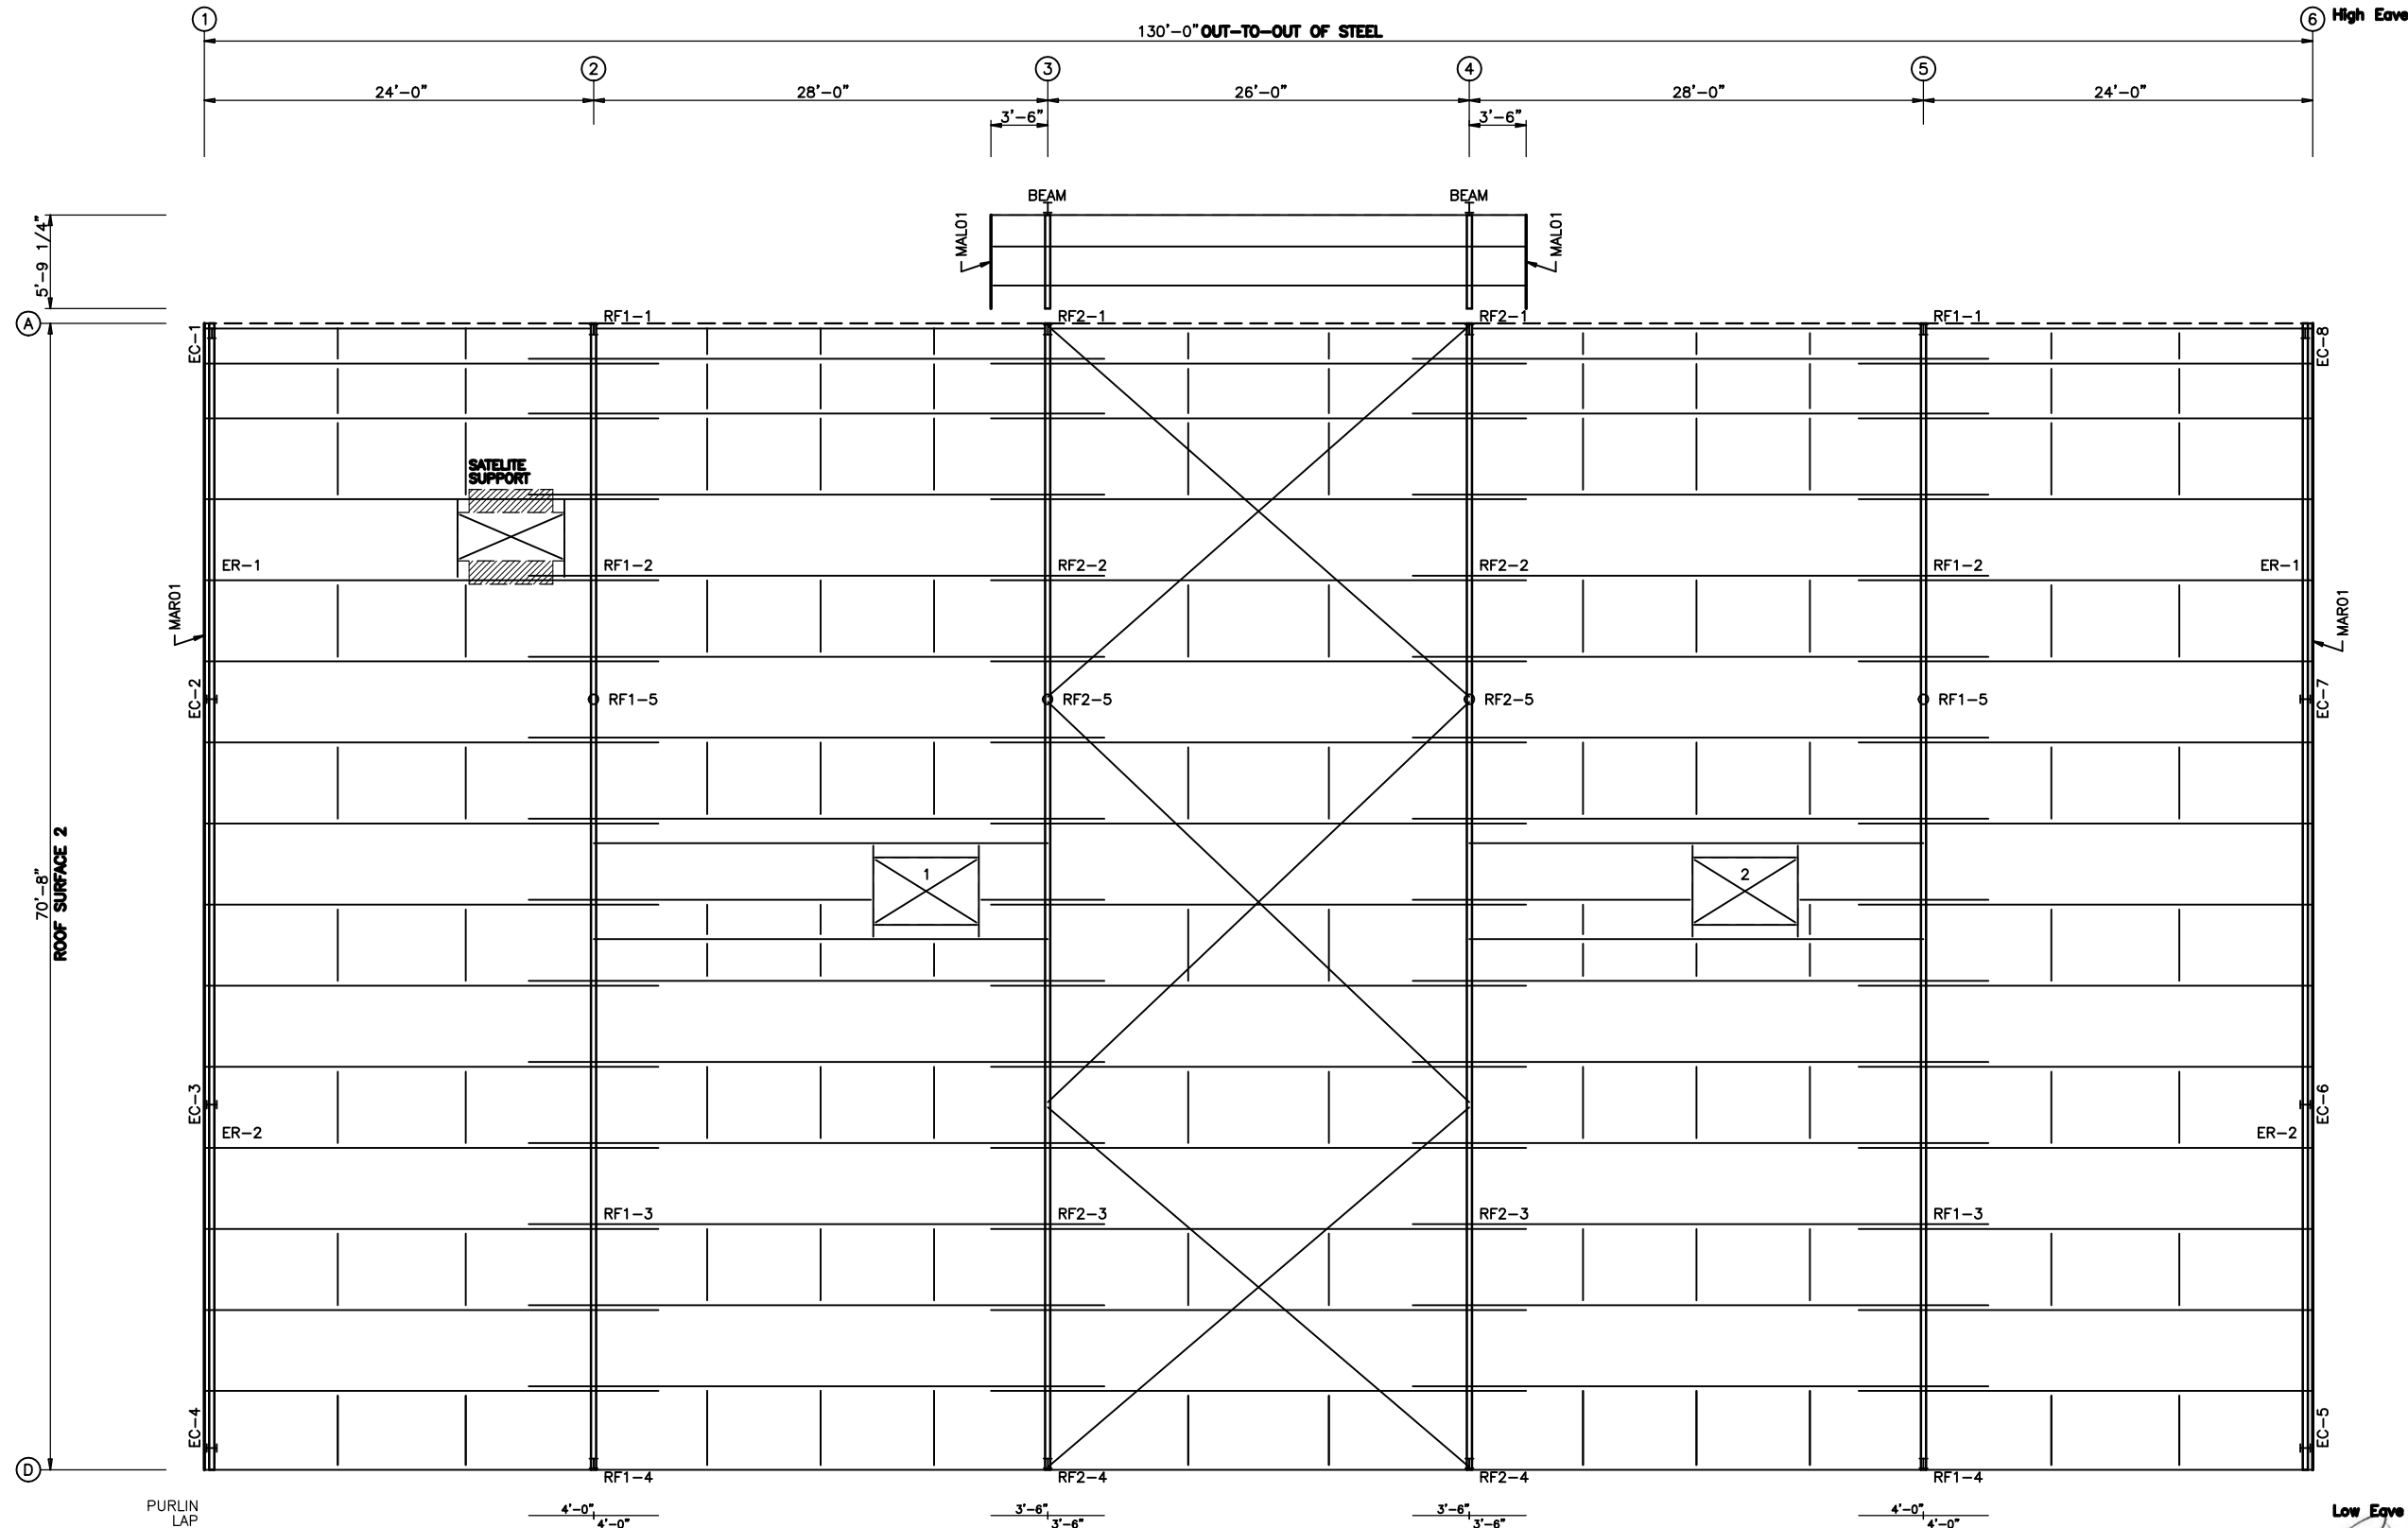 1
6
High Eave
130'-0" OUT-TO-OUT OF STEEL
2
3
4
5
24'-0"
28'-0"
26'-0"
28'-0"
24'-0"
3'-6"
3'-6"
BEAM
BEAM
MAL01
MAL01
5'-9 1/4"
A
EC-1
RF1-1
RF2-1
RF2-1
RF1-1
EC-8
SATELITE
SUPPORT
ER-1
RF1-2
RF2-2
RF2-2
RF1-2
ER-1
MAR01
MAR01
EC-2
RF1-5
RF2-5
RF2-5
RF1-5
EC-7
70'-8"
ROOF SURFACE 2
1
2
EC-3
EC-6
ER-2
ER-2
RF1-3
RF2-3
RF2-3
RF1-3
EC-4
EC-5
D
RF1-4
RF2-4
RF2-4
RF1-4
PURLIN
LAP
4'-0"
4'-0"
3'-6"
3'-6"
3'-6"
3'-6"
4'-0"
4'-0"
Low Eave